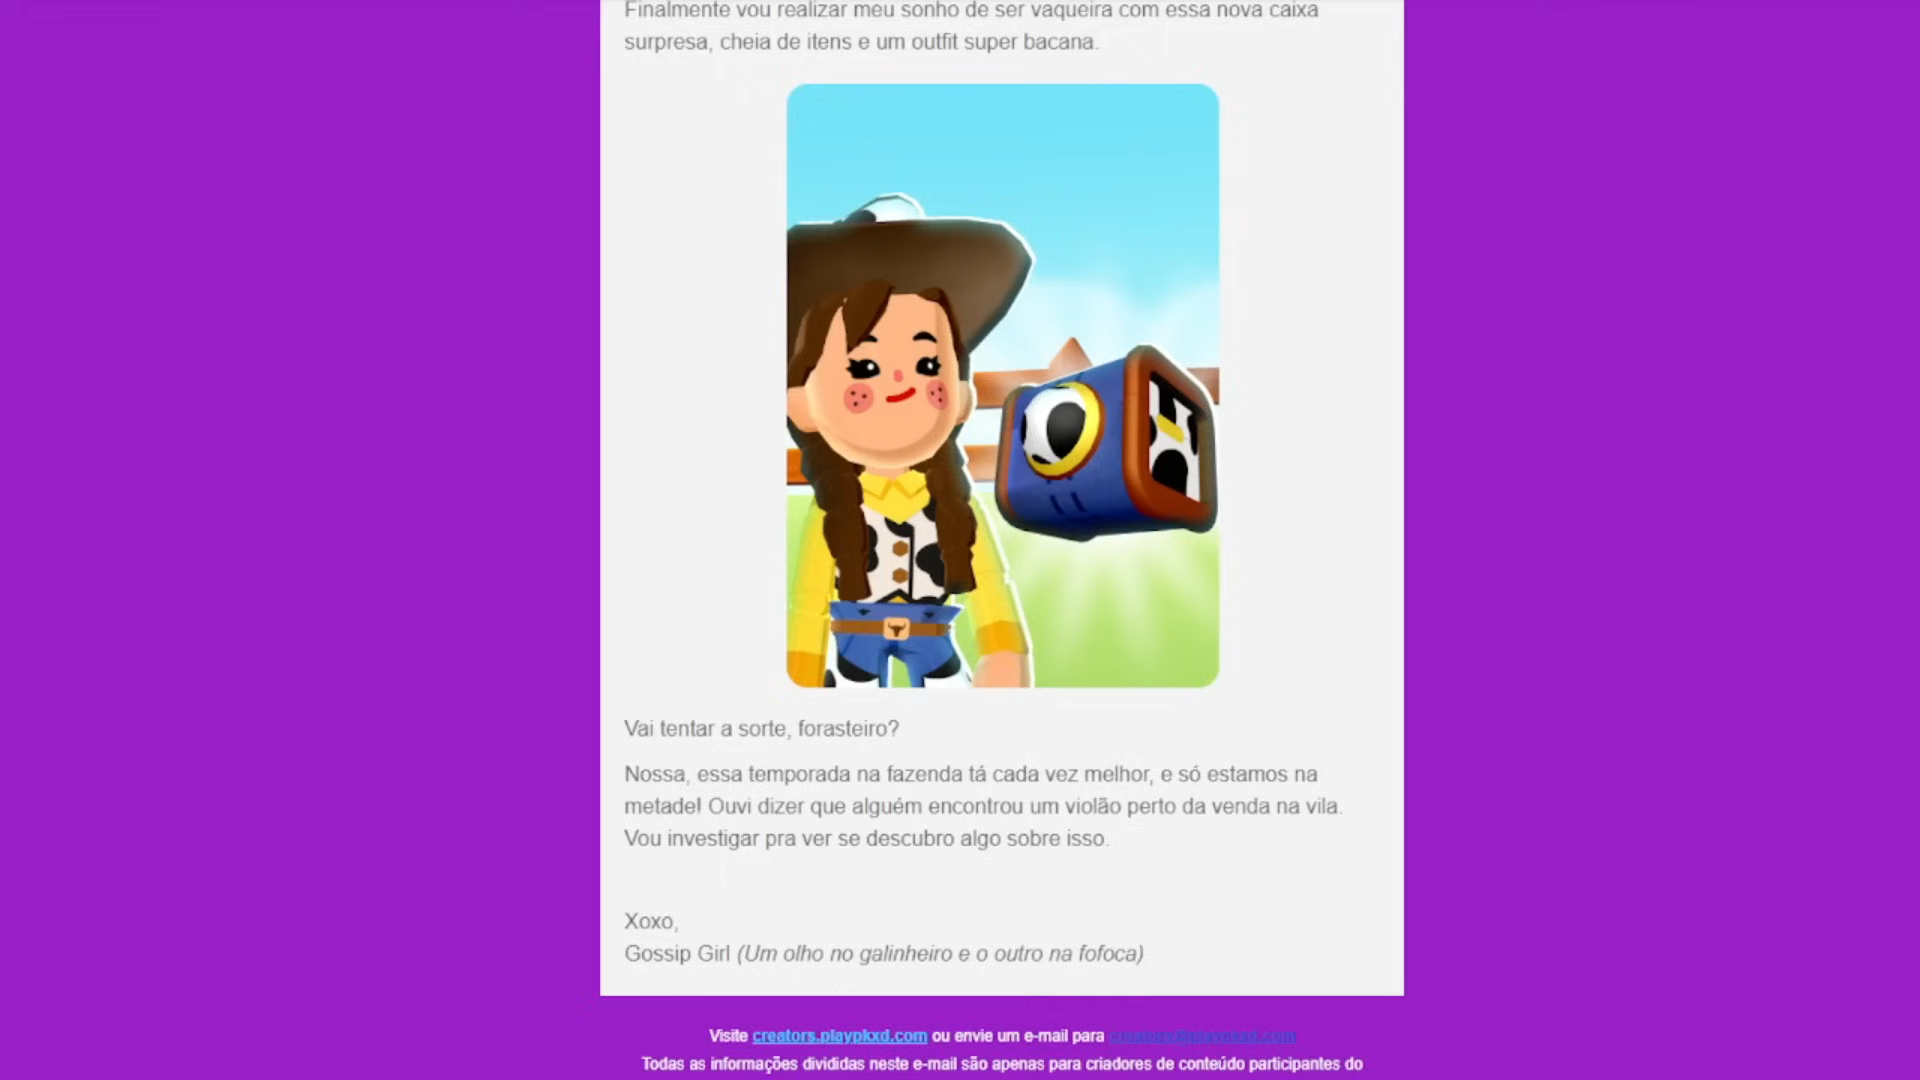 Finalmente vou realizar meu sonho de ser vaqueira com essa nova caixa
surpresa, cheia de itens e um outfit super bacana.
Vai tentar a sorte, forasteiro?
Nossa, essa temporada na fazenda tá cada vez melhor, e só estamos na
metade! Ouvi dizer que alguém encontrou um violão perto da venda na vila.
Vou investigar pra ver se descubro algo sobre isso.
Xoxo,
Gossip Girl (Um olho no galinheiro e o outro na fofoca)
Visite creators.playpkxd.com ou envie um e-mail para
Todas as informações divididas neste e-mail são apenas para criadores de conteúdo participantes do